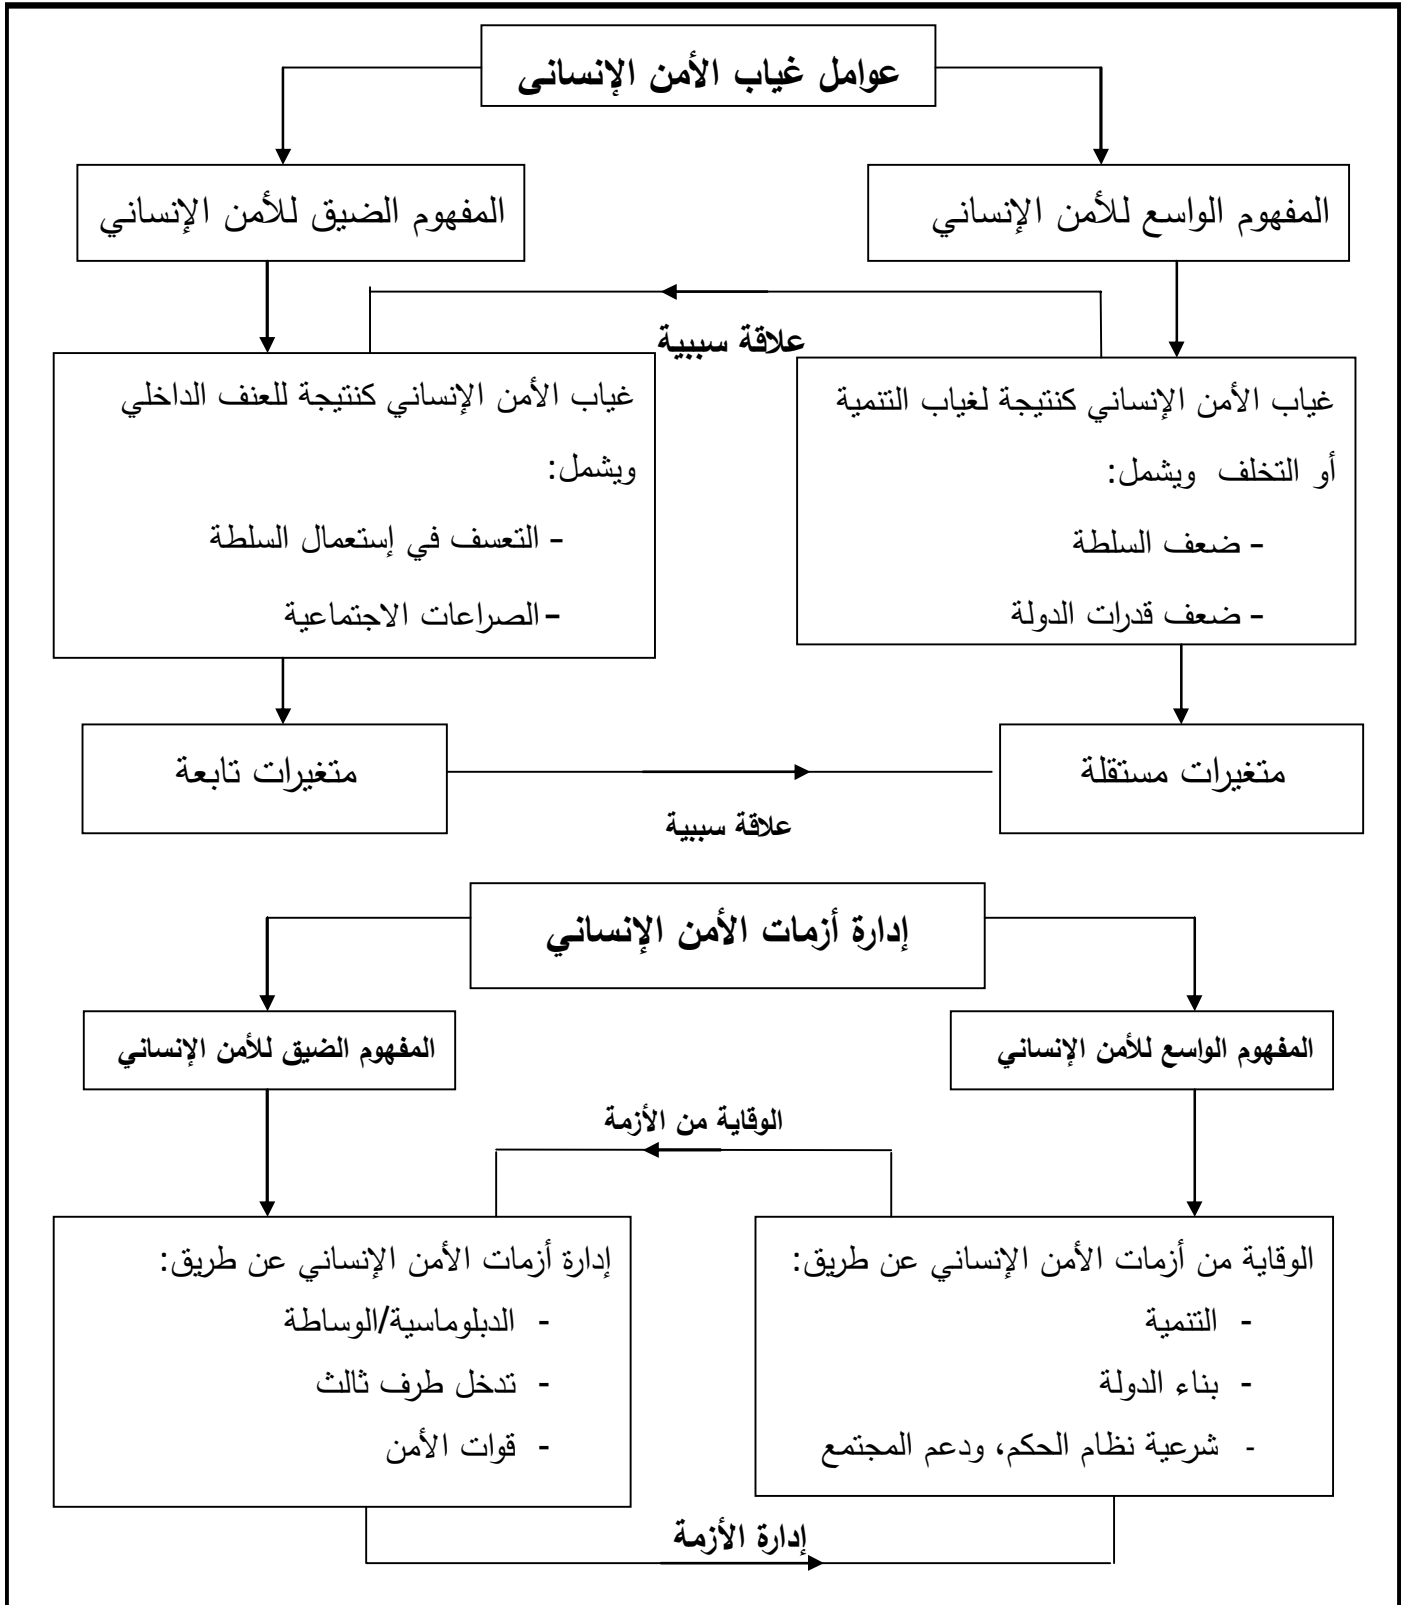 عوامل غياب الأمن الإنسانى
المفهوم الواسع للأمن الإنساني
المفهوم الضيق للأمن الإنساني
علاقة سببية
غياب الأمن الإنساني كنتيجة لغياب التنمية
أو التخلف ويشمل:
- ضعف السلطة
- ضعف قدرات الدولة
غياب الأمن الإنساني كنتيجة للعنف الداخلي
ويشمل:
- التعسف في إستعمال السلطة
- الصراعات الاجتماعية
متغيرات مستقلة
متغيرات تابعة
علاقة سببية
إدارة أزمات الأمن الإنساني
المفهوم الواسع للأمن الإنساني
المفهوم الضيق للأمن الإنساني
الوقاية من الأزمة
الوقاية من أزمات الأمن الإنساني عن طريق:
- التنمية
- بناء الدولة
- شرعية نظام الحكم، ودعم المجتمع
إدارة أزمات الأمن الإنساني عن طريق:
- الدبلوماسية/الوساطة
- تدخل طرف ثالث
- قوات الأمن
إدارة الأزمة